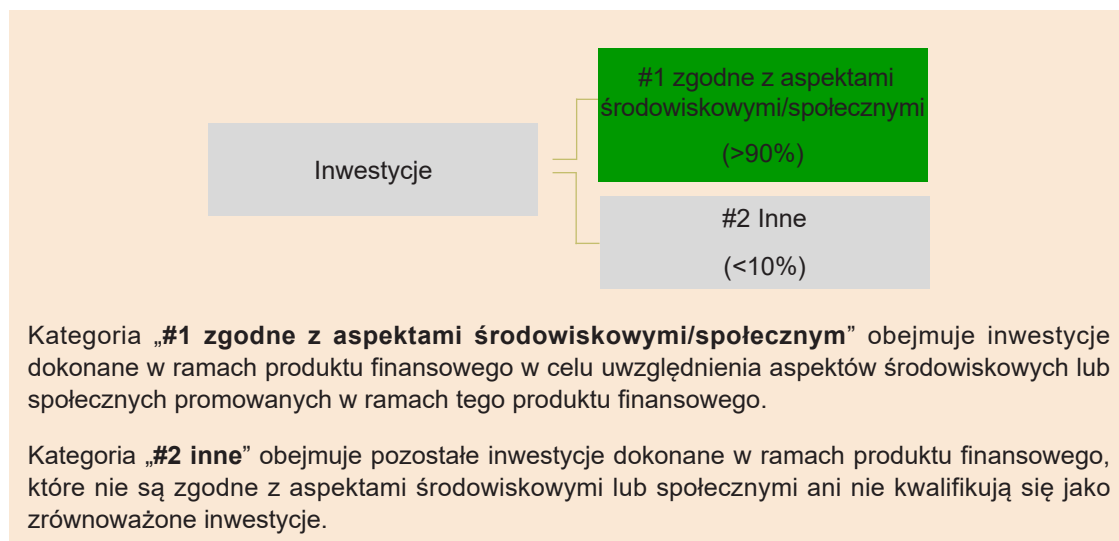 #1 zgodne z aspektami
środowiskowymi/społecznymi
(>90%)
Inwestycje
#2 Inne
(<10%)
Kategoria „#1 zgodne z aspektami środowiskowymi/społecznym” obejmuje inwestycje
dokonane w ramach produktu finansowego w celu uwzględnienia aspektów środowiskowych lub
społecznych promowanych w ramach tego produktu finansowego.
Kategoria „#2 inne” obejmuje pozostałe inwestycje dokonane w ramach produktu finansowego,
które nie są zgodne z aspektami środowiskowymi lub społecznymi ani nie kwalifikują się jako
zrównoważone inwestycje.